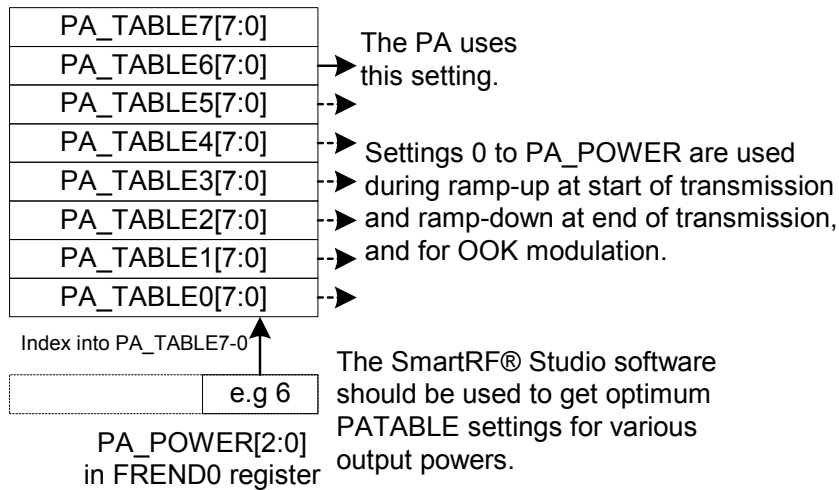 PA_TABLE7[7:0]
PA_TABLE6[7:0]
PA_TABLE5[7:0]
PA_TABLE4[7:0]
PA_TABLE3[7:0]
PA_TABLE2[7:0]
PA_TABLE1[7:0]
PA_TABLE0[7:0]
The PA uses
this setting.
Settings 0 to PA_POWER are used
during ramp-up at start of transmission
and ramp-down at end of transmission,
and for OOK modulation.
Index into PA_TABLE7-0
e.g 6
PA_POWER[2:0]
in FREND0 register
The SmartRF® Studio software
should be used to get optimum
PATABLE settings for various
output powers.